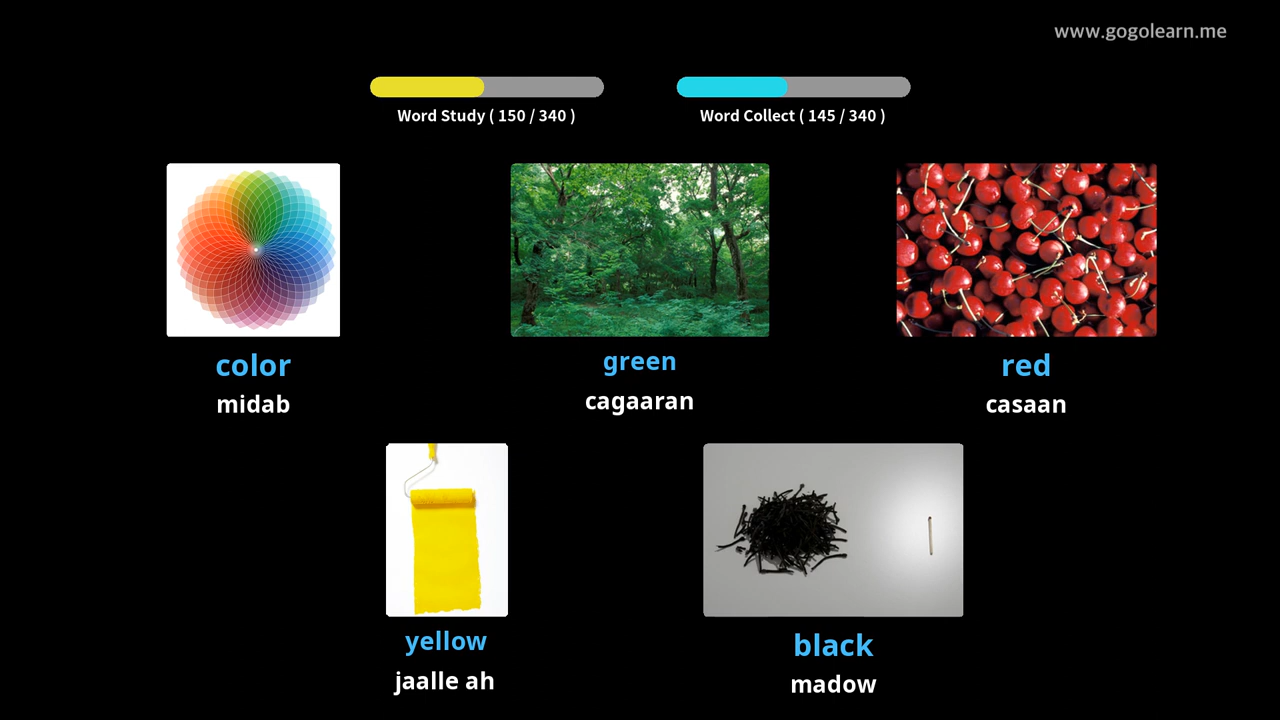 www.gogolearn.me
Word Study ( 150 / 340 )
Word Collect ( 145 / 340 )
color
midab
green
cagaaran
red
casaan
yellow
jaalle ah
black
madow